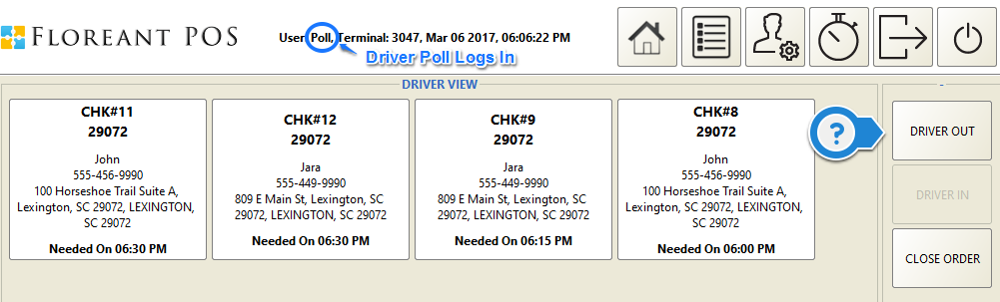 FLOREANT POS
User: Poll, Terminal: 3047, Mar 06 2017, 06:06:22 PM
Driver Poll Logs In
DRIVER VIEW
-
CHK#11
29072
John
555-456-9990
100 Horseshoe Trail Suite A,
Lexington, SC 29072, LEXINGTON,
SC 29072
Needed On 06:30 PM
CHK#12
29072
Jara
555-449-9990
809 E Main St, Lexington, SC
29072, LEXINGTON, SC 29072
Needed On 06:30 PM
CHK#9
29072
Jara
555-449-9990
809 E Main St, Lexington, SC
29072, LEXINGTON, SC 29072
Needed On 06:15 PM
CHK#8
29072
John
555-456-9990
100 Horseshoe Trail Suite A,
Lexington, SC 29072, LEXINGTON,
SC 29072
Needed On 06:00 PM
?
DRIVER OUT
DRIVER IN
CLOSE ORDER